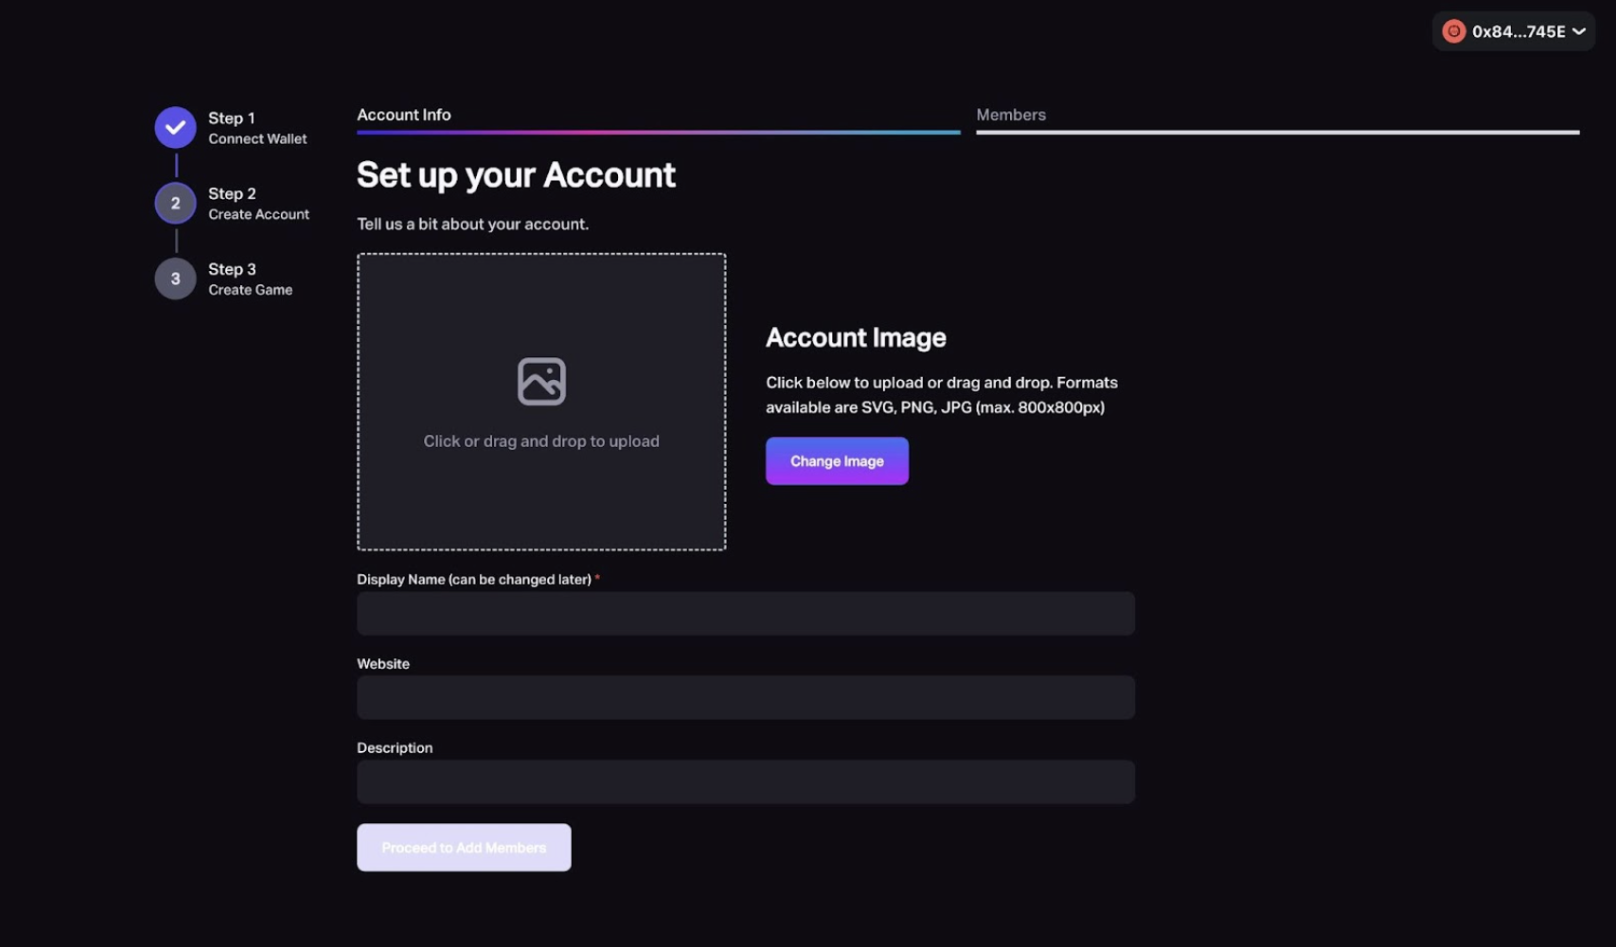 0x84...745E
Step 1
Connect Wallet
2
Step 2
Create Account
3
Step 3
Create Game
Account Info
Members
Set up your Account
Tell us a bit about your account.
Click or drag and drop to upload
Account Image
Click below to upload or drag and drop. Formats
available are SVG, PNG, JPG (max. 800x800px)
Change Image
Display Name (can be changed later) *
Website
Description
Proceed to Add Members